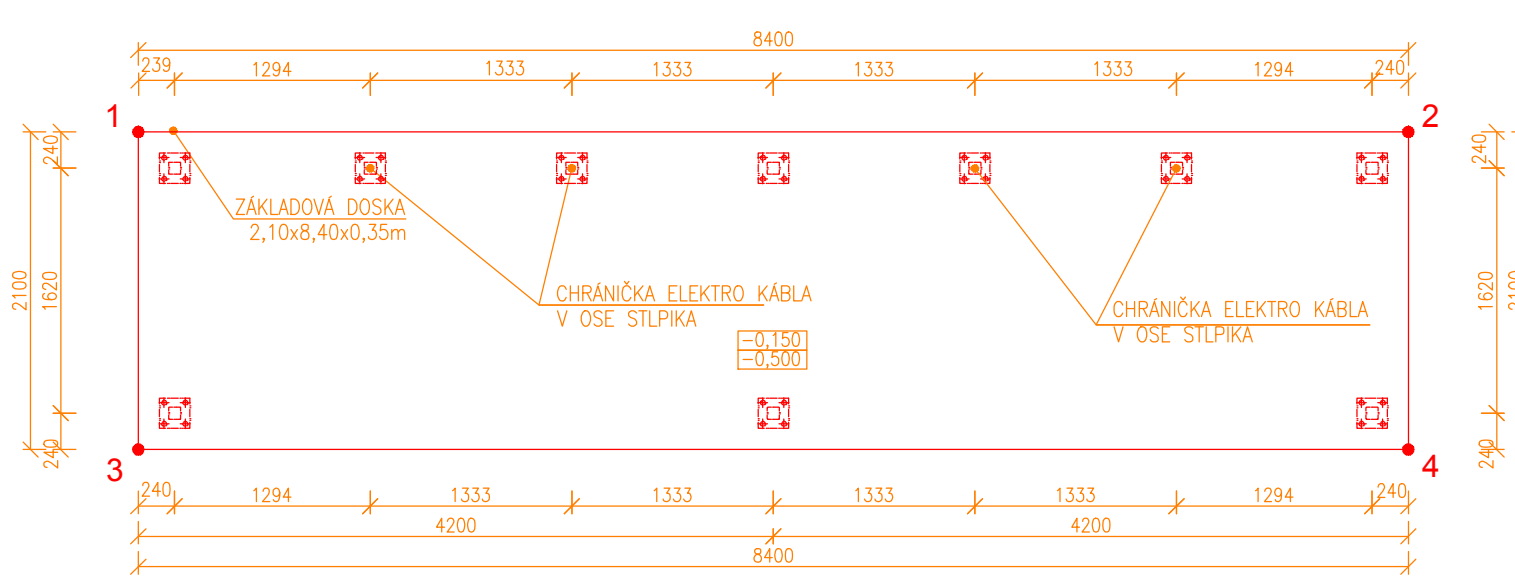 8400
239 1294 1333 1333 1333 1333 1294 240
1 2
240 240
ZÁKLADOVÁ DOSKA
2,10x8,40x0,35m
2100 1620 1620 2100
CHRÁNIČKA ELEKTRO KÁBLA
V OSE STLPIKA
CHRÁNIČKA ELEKTRO KÁBLA
V OSE STLPIKA
-0,150
-0,500
240 240
3 4
240 1294 1333 1333 1333 1333 1294 240
4200 4200
8400